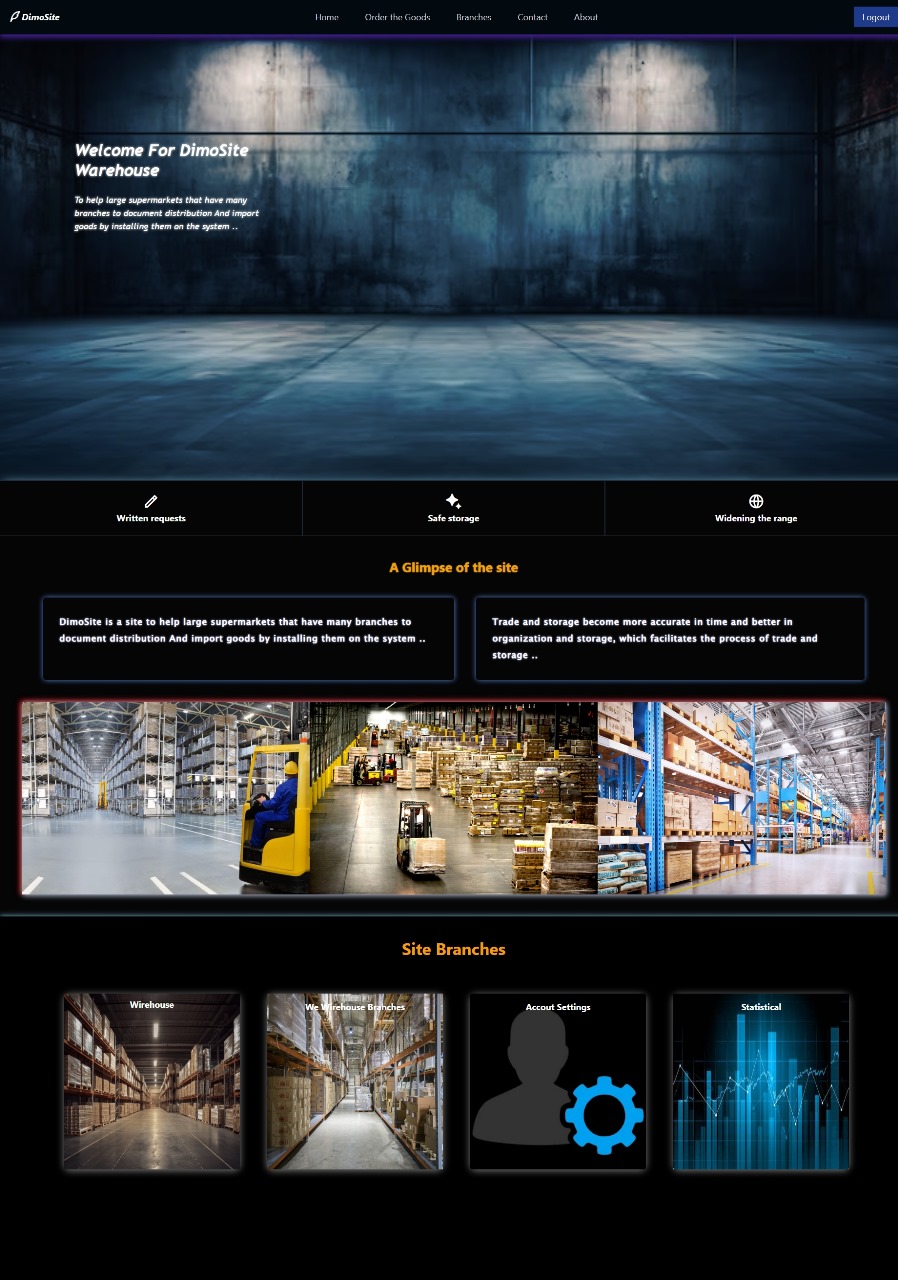 DimoSite
Home
Order the Goods
Branches
Contact
About
Logout
Welcome For DimoSite
Warehouse
To help large supermarkets that have many
branches to document distribution And import
goods by installing them on the system ..
Written requests
Safe storage
Widening the range
A Glimpse of the site
DimoSite is a site to help large supermarkets that have many branches to
document distribution And import goods by installing them on the system ..
Trade and storage become more accurate in time and better in
organization and storage, which facilitates the process of trade and
storage ..
Site Branches
Wirehouse
We Wirehouse Branches
Accout Settings
Statistical